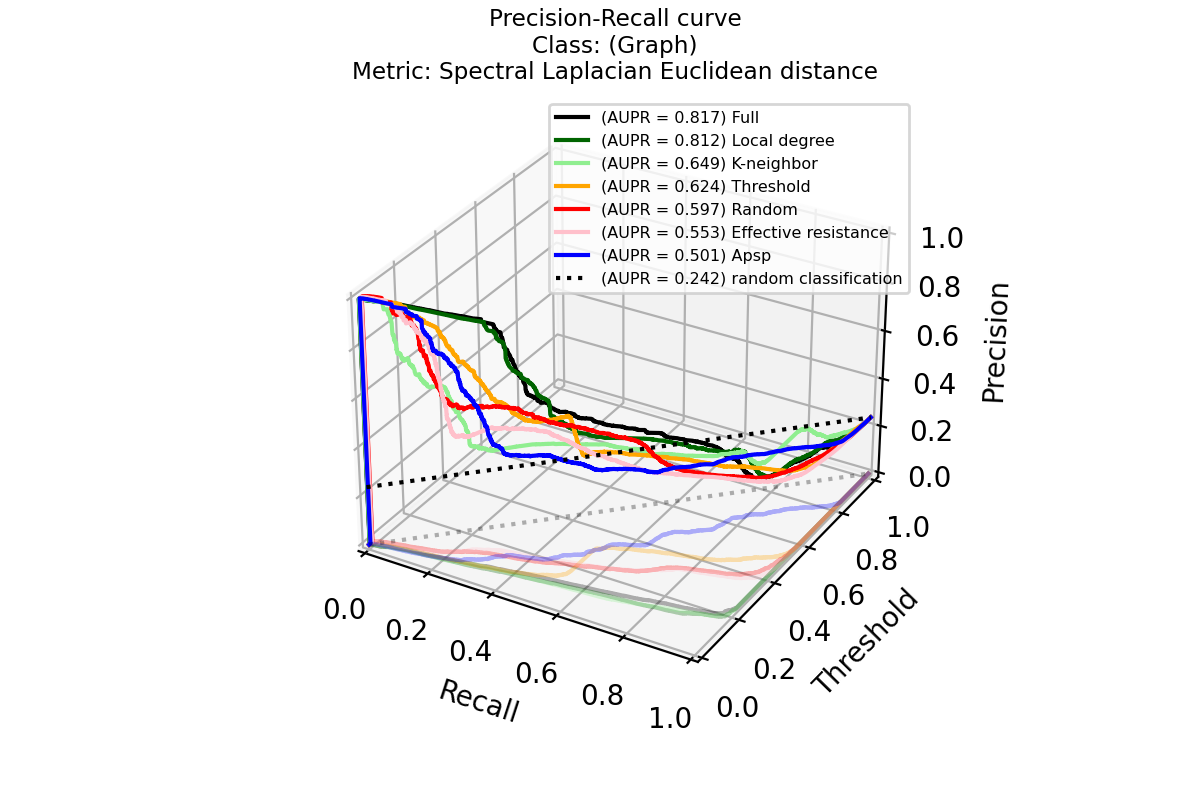 Precision-Recall curve
Class: (Graph)
Metric: Spectral Laplacian Euclidean distance
(AUPR = 0.817) Full
(AUPR = 0.812) Local degree
(AUPR = 0.649) K-neighbor
(AUPR = 0.624) Threshold
(AUPR = 0.597) Random
(AUPR = 0.553) Effective resistance
(AUPR = 0.501) Apsp
(AUPR = 0.242) random classification
1.0
0.8
0.6
0.4
0.2
0.0
Precision
1.0
0.8
0.6
0.4
0.2
0.0
Threshold
0.0
0.2
0.4
0.6
0.8
1.0
Recall